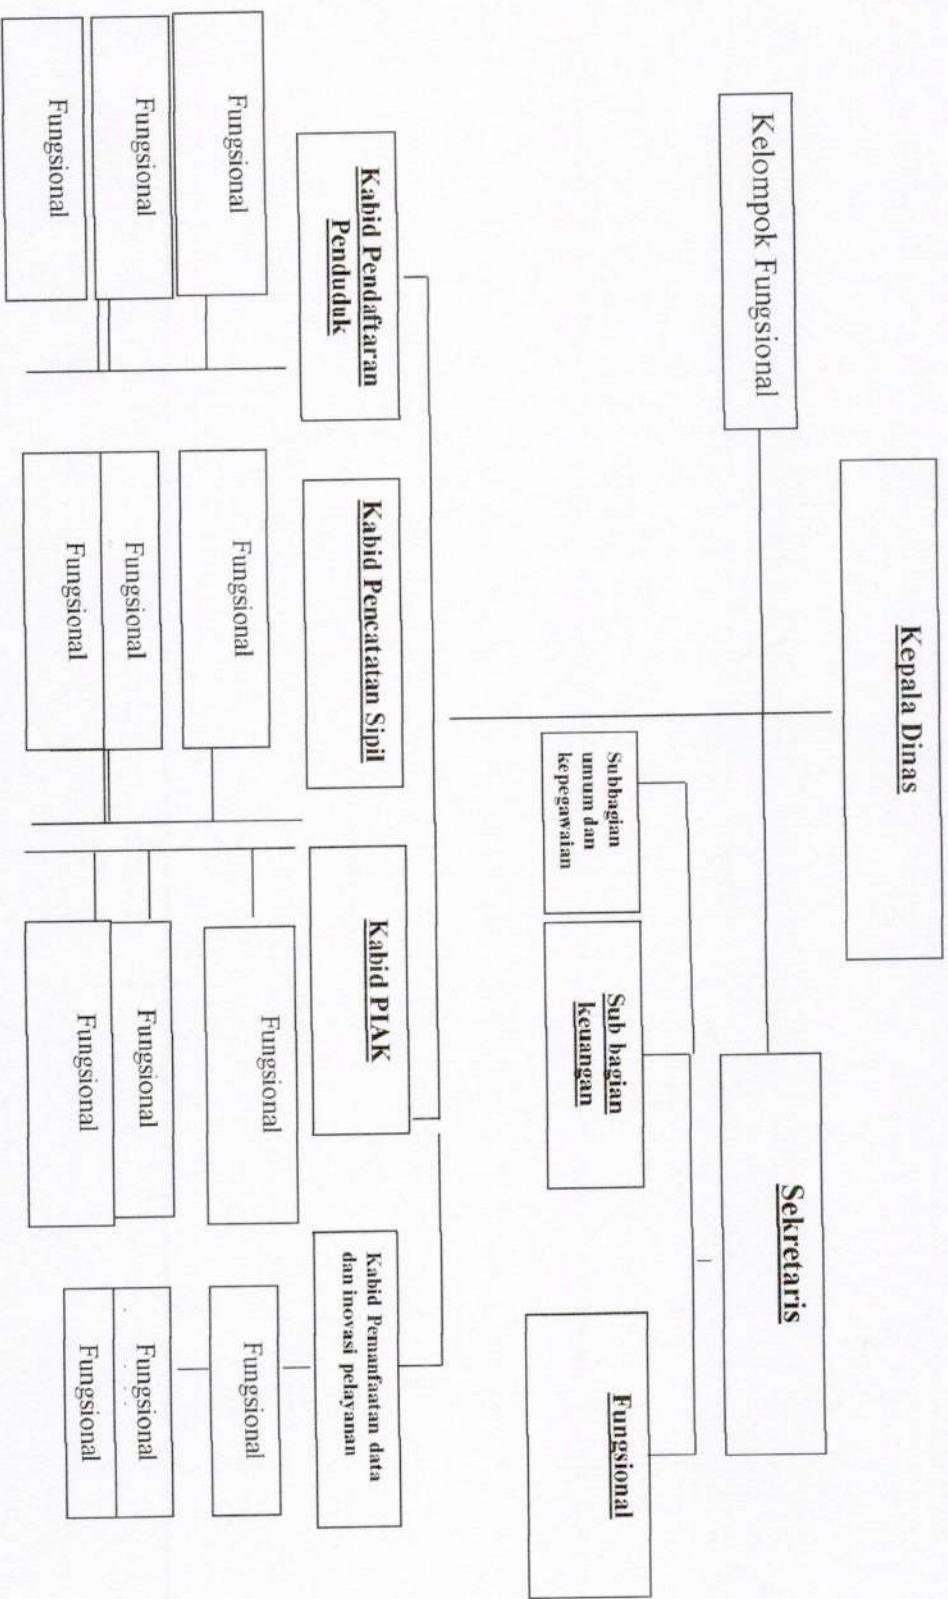 Kepala Dinas
Kelompok Fungsional
Sekretaris
Subbagian
umum dan
kepegawaian
Sub bagian
keuangan
Fungsional
Kabid Pendaftaran
Penduduk
Kabid Pencatatan Sipil
Kabid PIAK
Kabid Pemanfaatan data
dan inovasi pelayanan
Fungsional
Fungsional
Fungsional
Fungsional
Fungsional
Fungsional
Fungsional
Fungsional
Fungsional
Fungsional
Fungsional
Fungsional